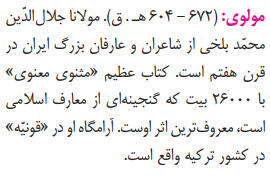 مولوی: (۶۷۲ – ۶۰۴ هـ . ق). مولانا جلال‌الدّین
محمّد بلخی از شاعران و عارفان بزرگ ایران در
قرن هفتم است. کتاب عظیم «مثنوی معنوی»
با ۲۶۰۰۰ بیت که گنجینه‌ای از معارف اسلامی
است، معروف‌ترین اثر اوست. آرامگاه او در «قونیّه»
در کشور ترکیه واقع است.